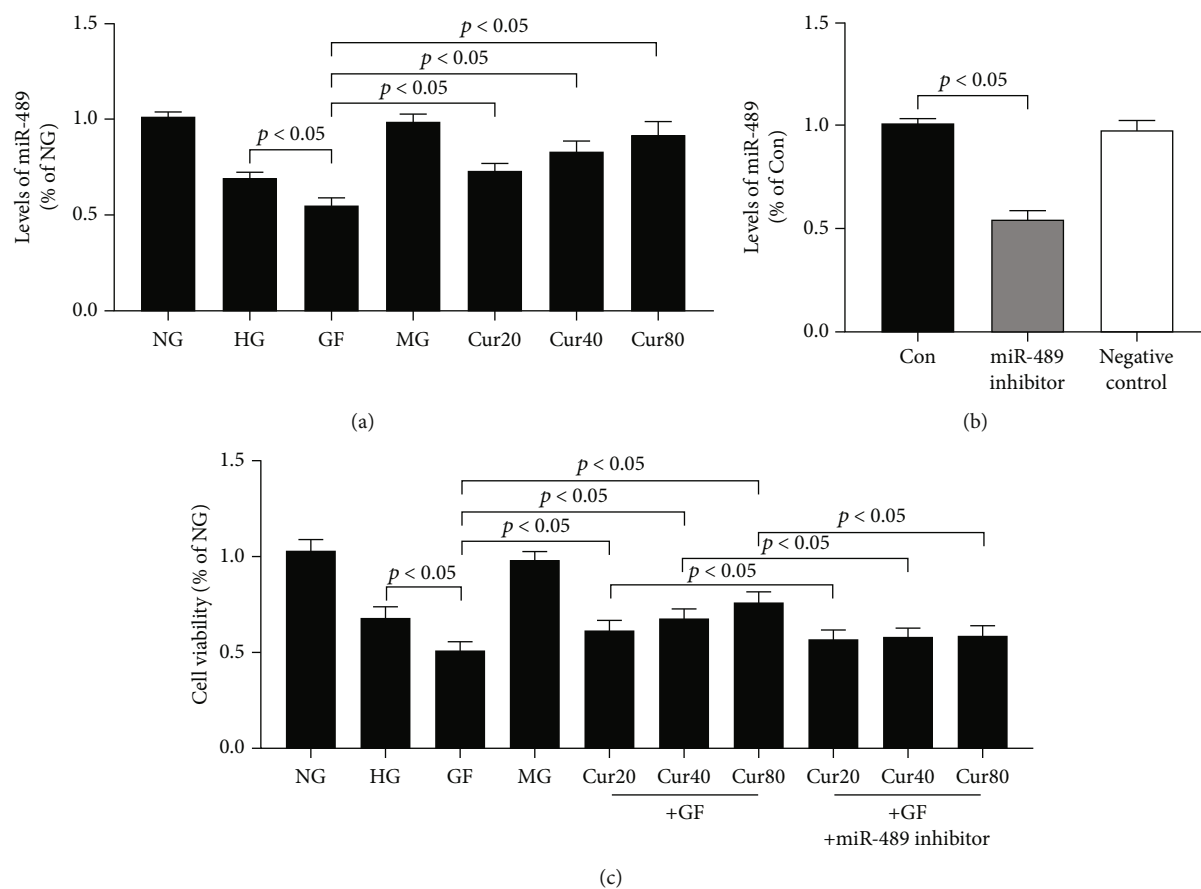 Levels of miR-489
(% of NG)
1.5
1.0
0.5
0.0
p < 0.05
p < 0.05
p < 0.05
p < 0.05
NG HG GF MG Cur20 Cur40 Cur80
(a)
Levels of miR-489
(% of Con)
1.5
1.0
0.5
0.0
p < 0.05
Con miR-489 inhibitor Negative control
(b)
Cell viability (% of NG)
1.5
1.0
0.5
0.0
p < 0.05
p < 0.05
p < 0.05
p < 0.05
p < 0.05
p < 0.05
p < 0.05
NG HG GF MG Cur20 Cur40 Cur80 Cur20 Cur40 Cur80
+GF +GF
+miR-489 inhibitor
(c)